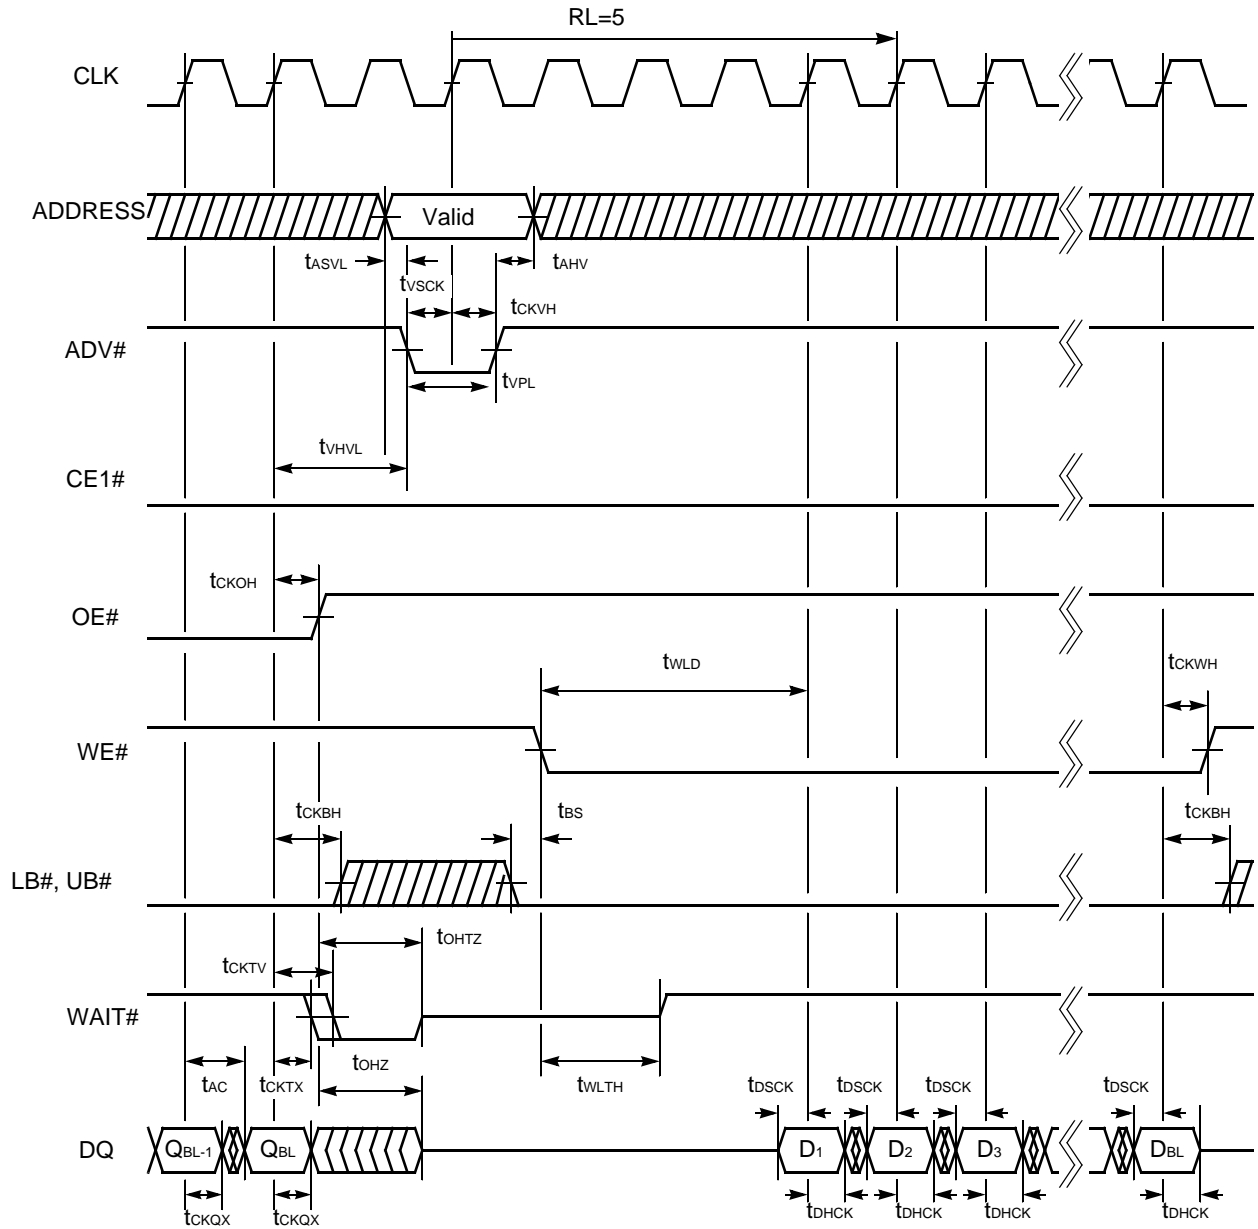 RL=5
CLK
ADDRESS
Valid
tASVL
tAHV
tVSCK
tCKVH
ADV#
tVPL
tVHVL
CE1#
tCKOH
OE#
tWLD
tCKWH
WE#
tCKBH
tBS
tCKBH
LB#, UB#
tOHTZ
tCKTV
WAIT#
tAC
tCKTX
tOHZ
tWLTH
tDSCK
tDSCK
tDSCK
tDSCK
DQ
QBL-1
QBL
D1
D2
D3
DBL
tCKQX
tCKQX
tDHCK
tDHCK
tDHCK
tDHCK